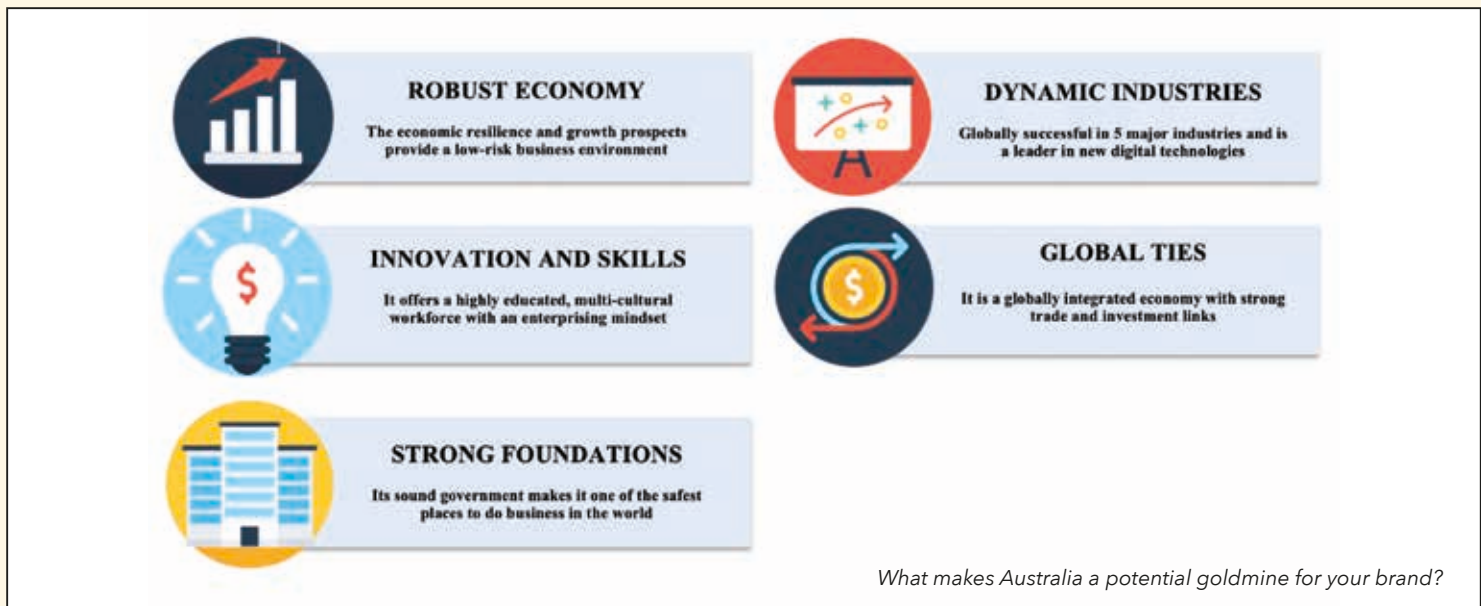 ROBUST ECONOMY
The economic resilience and growth prospects
provide a low-risk business environment
DYNAMIC INDUSTRIES
Globally successful in 5 major industries and is
a leader in new digital technologies
INNOVATION AND SKILLS
$
It offers a highly educated, multi-cultural
workforce with an enterprising mindset
GLOBAL TIES
$
It is a globally integrated economy with strong
trade and investment links
STRONG FOUNDATIONS
Its sound government makes it one of the safest
places to do business in the world
What makes Australia a potential goldmine for your brand?